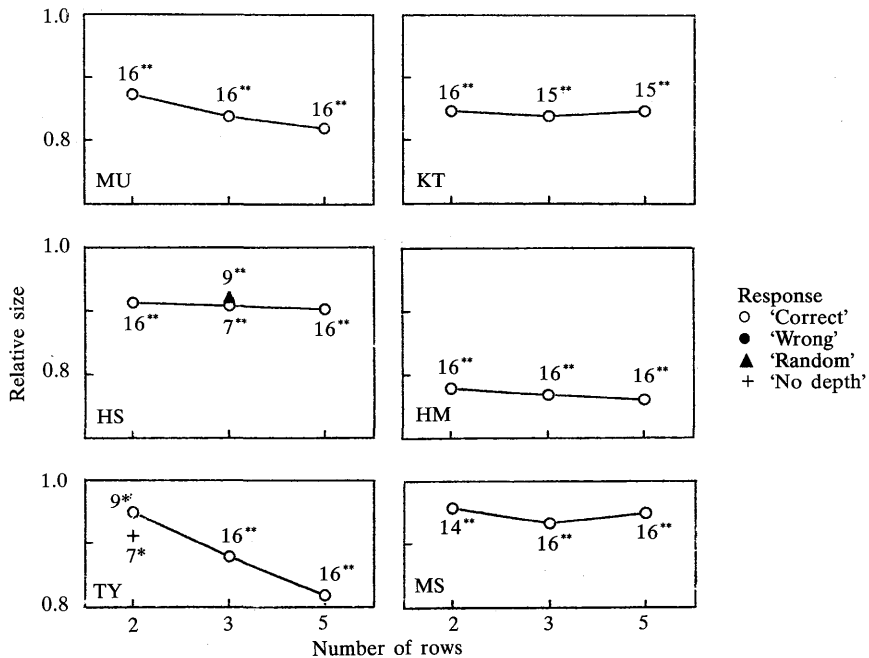 1.0
16**
16**
16**
0.8
MU
16**
15**
15**
KT
Relative size
1.0
9**
16**
7**
16**
0.8
HS
16**
16**
16**
HM
Response
‘Correct’
‘Wrong’
‘Random’
‘No depth’
1.0
9*
16**
7*
16**
TY
0.8
14**
16**
16**
MS
2 3 5 2 3 5
Number of rows